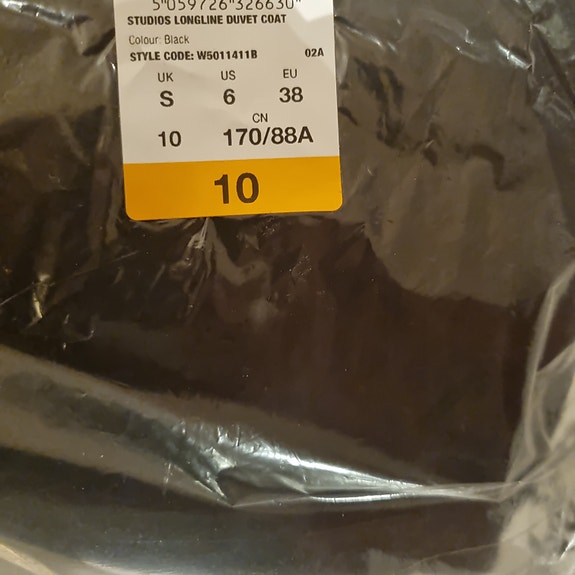 5"059726"326630"
STUDIOS LONGLINE DUVET COAT
Colour: Black
STYLE CODE: W5011411B 02A
UK US EU
S 6 38
CN
10 170/88A
10